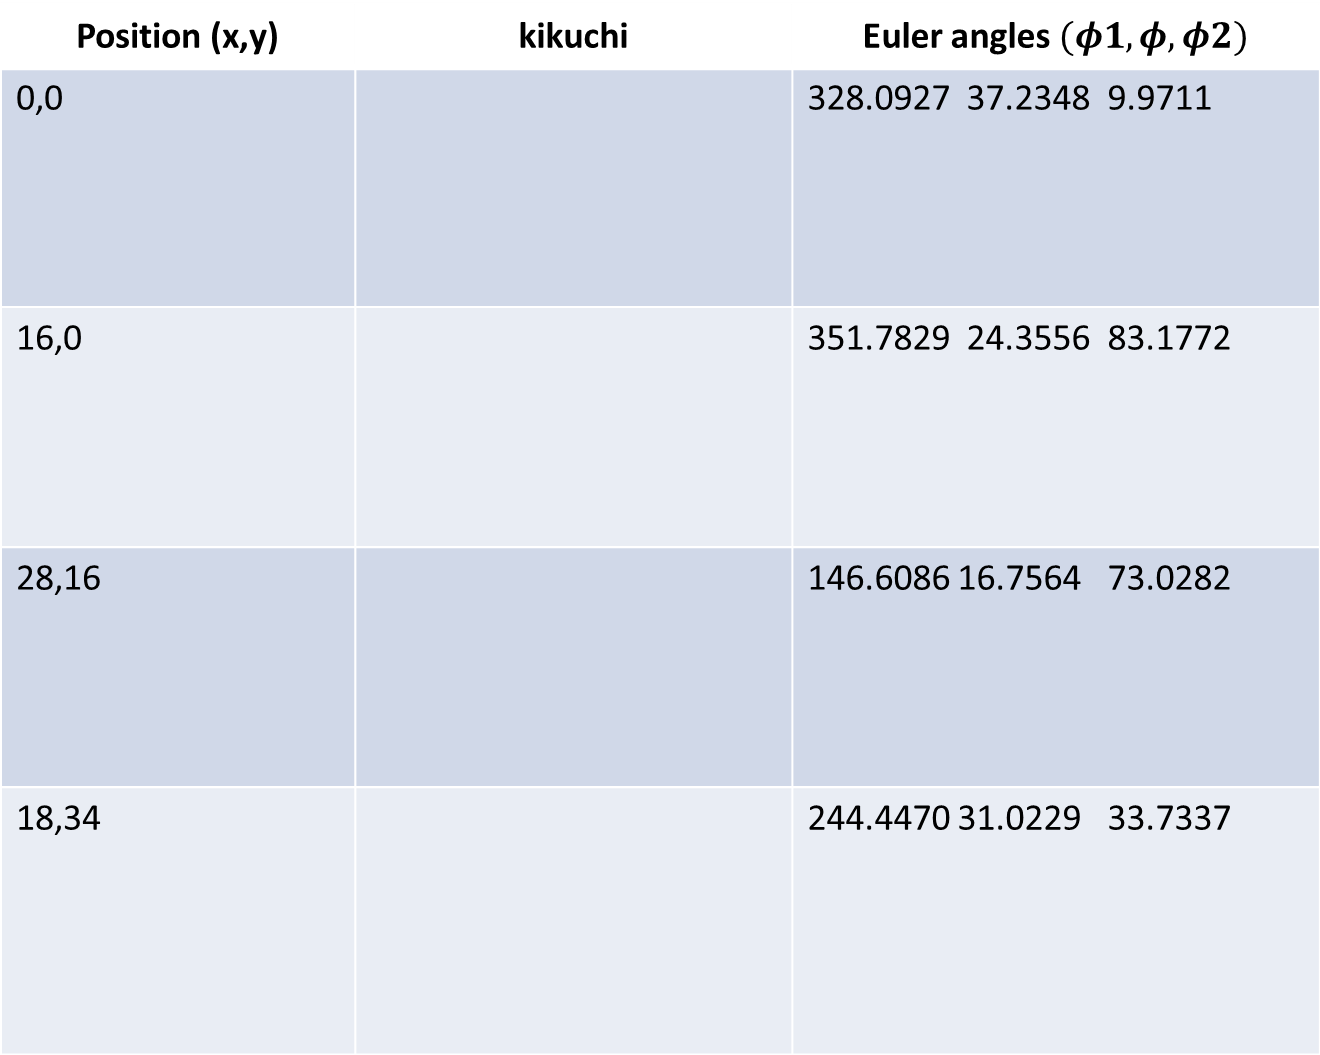 Position (x,y) kikuchi Euler angles (ϕ1, ϕ, ϕ2)
0,0 328.0927 37.2348 9.9711
16,0 351.7829 24.3556 83.1772
28,16 146.6086 16.7564 73.0282
18,34 244.4470 31.0229 33.7337